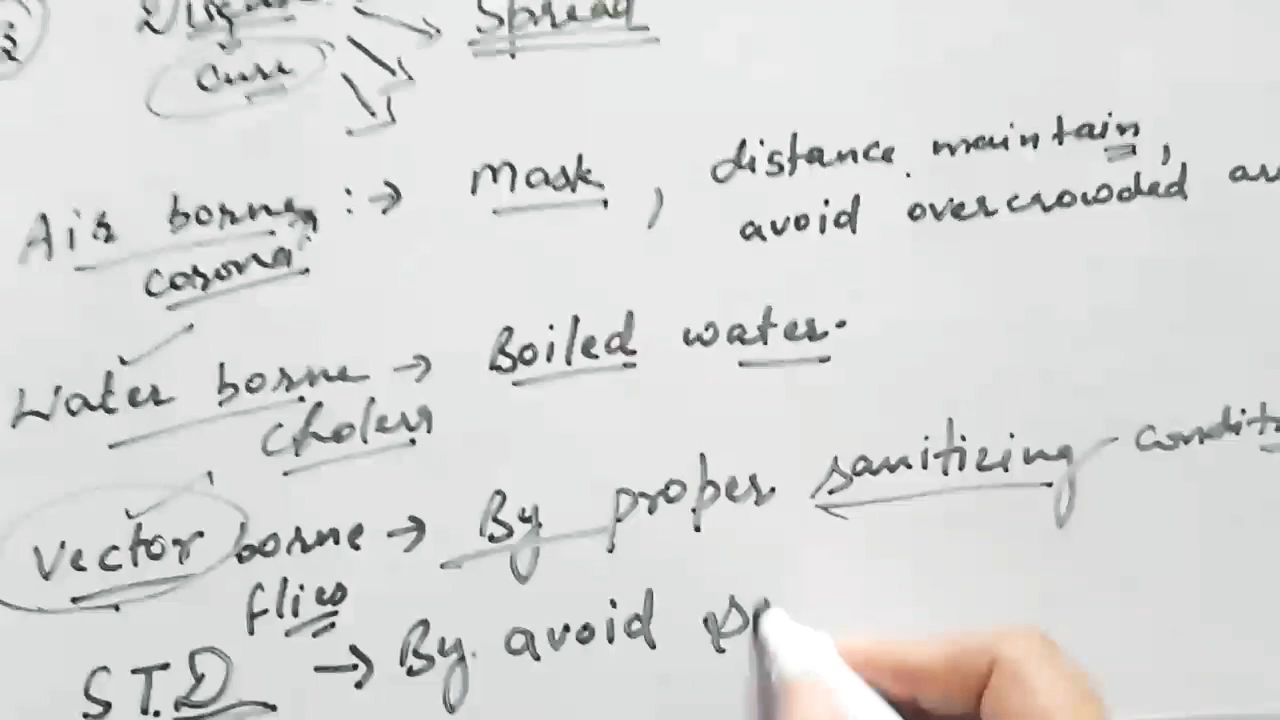 Spread
Cure
Air borne :→ Mask, distance maintain,
avoid overcrowded
corona
Water borne → Boiled water.
Cholera
Vector borne → By proper sanitizing
flies
S.T.D → By avoid